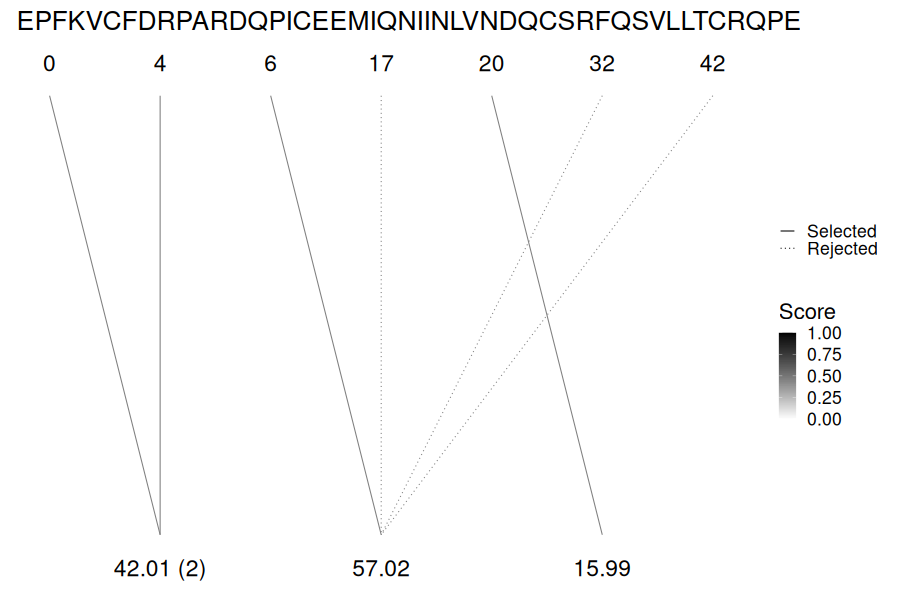 EPFKVCFDRPARDQPICEEMIQNIINLVNDQCSRFQSVLLTCRQPE
0 4 6 17 20 32 42
Selected
Rejected
Score
1.00
0.75
0.50
0.25
0.00
42.01 (2) 57.02 15.99